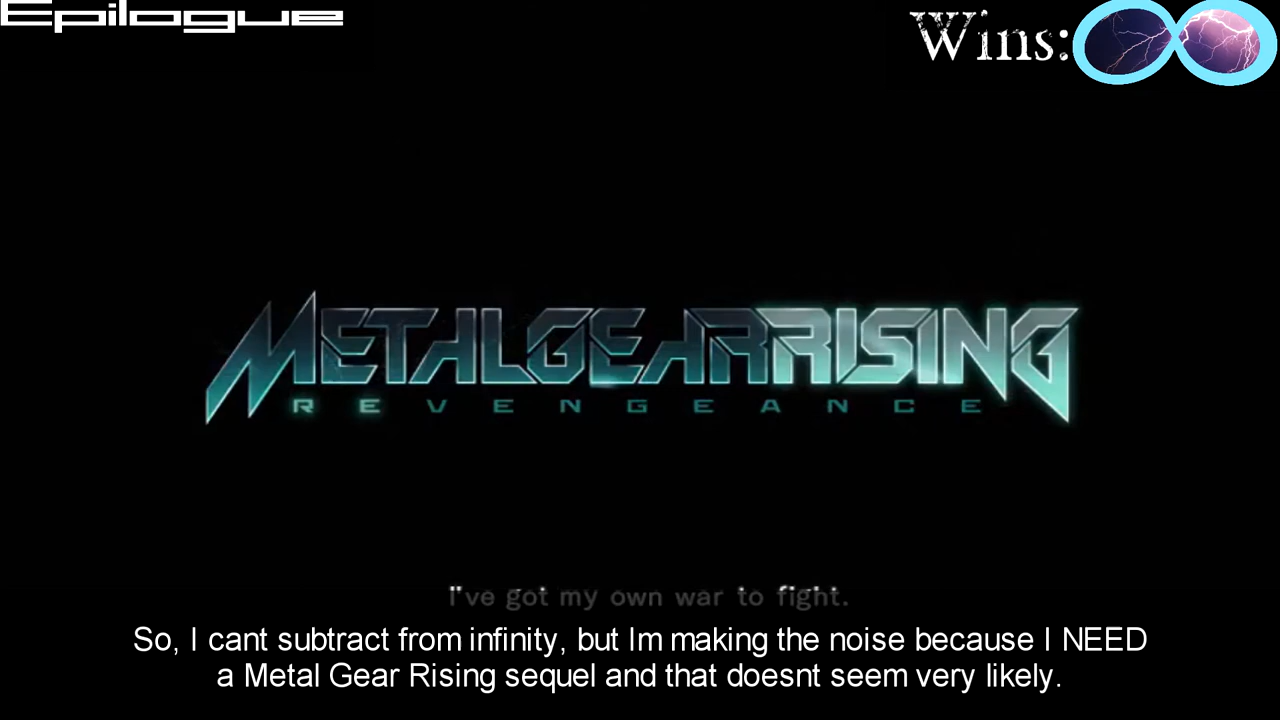 Epilogue
Wins:
METAL GEAR RISING
REVENGEANCE
I've got my own war to fight.
So, I cant subtract from infinity, but Im making the noise because I NEED
a Metal Gear Rising sequel and that doesnt seem very likely.